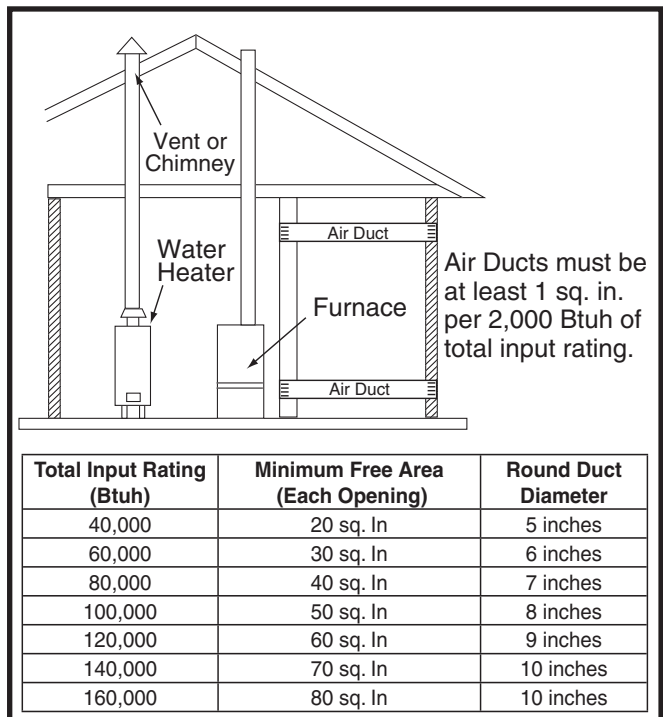 Vent or
Chimney
Water
Heater
Furnace
Air Duct
Air Duct
Air Ducts must be
at least 1 sq. in.
per 2,000 Btuh of
total input rating.
Total Input Rating (Btuh) Minimum Free Area (Each Opening) Round Duct Diameter
40,000 20 sq. In 5 inches
60,000 30 sq. In 6 inches
80,000 40 sq. In 7 inches
100,000 50 sq. In 8 inches
120,000 60 sq. In 9 inches
140,000 70 sq. In 10 inches
160,000 80 sq. In 10 inches